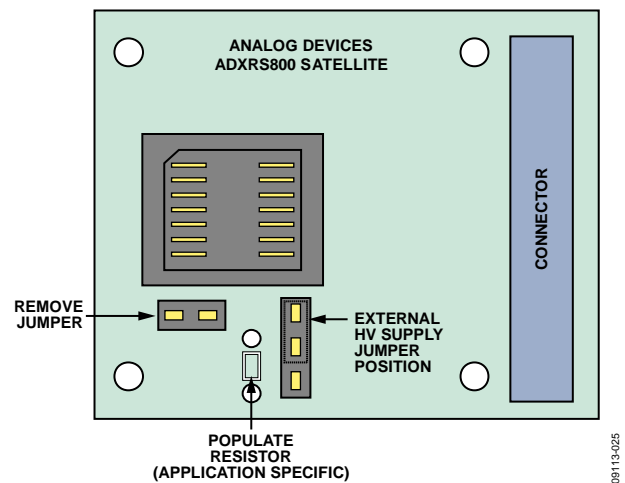 ANALOG DEVICES
ADXRS800 SATELLITE
CONNECTOR
REMOVE
JUMPER
EXTERNAL
HV SUPPLY
JUMPER
POSITION
POPULATE
RESISTOR
(APPLICATION SPECIFIC)
09113-025